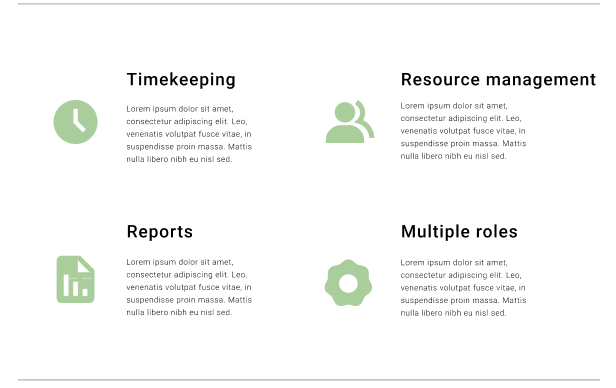 Timekeeping
Lorem ipsum dolor sit amet,
consectetur adipiscing elit. Leo,
venenatis volutpat fusce vitae, in
suspendisse proin massa. Mattis
nulla libero nibh eu nisl sed.
Resource management
Lorem ipsum dolor sit amet,
consectetur adipiscing elit. Leo,
venenatis volutpat fusce vitae, in
suspendisse proin massa. Mattis
nulla libero nibh eu nisl sed.
Reports
Lorem ipsum dolor sit amet,
consectetur adipiscing elit. Leo,
venenatis volutpat fusce vitae, in
suspendisse proin massa. Mattis
nulla libero nibh eu nisl sed.
Multiple roles
Lorem ipsum dolor sit amet,
consectetur adipiscing elit. Leo,
venenatis volutpat fusce vitae, in
suspendisse proin massa. Mattis
nulla libero nibh eu nisl sed.